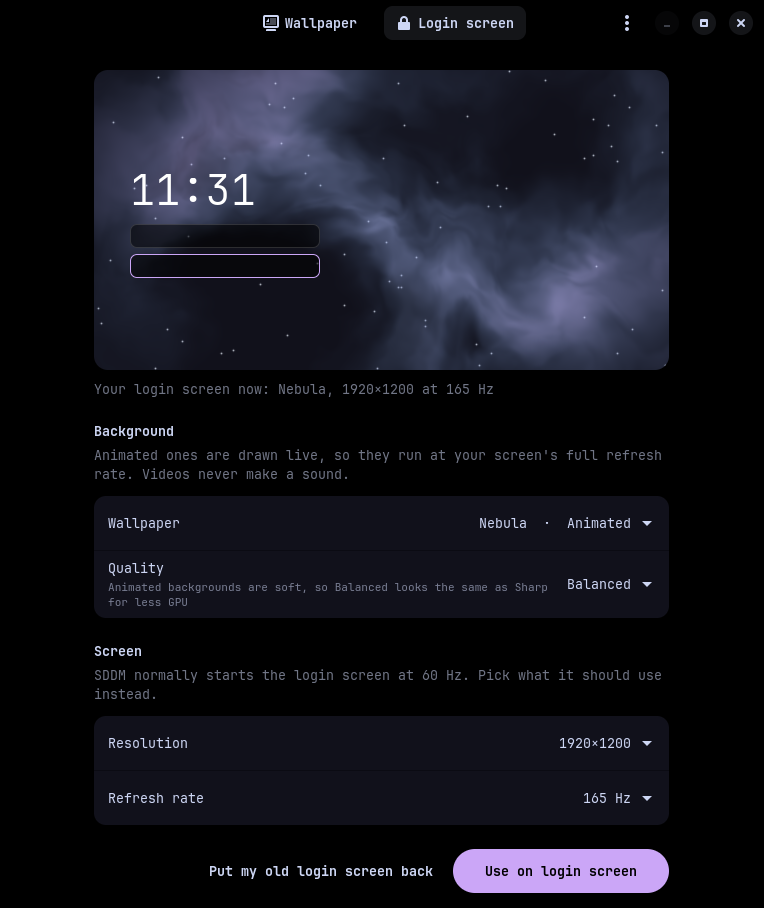 Wallpaper
Login screen
11:31
Your login screen now: Nebula, 1920×1200 at 165 Hz
Background
Animated ones are drawn live, so they run at your screen's full refresh
rate. Videos never make a sound.
Wallpaper
Nebula · Animated
Quality
Animated backgrounds are soft, so Balanced looks the same as Sharp
for less GPU
Balanced
Screen
SDDM normally starts the login screen at 60 Hz. Pick what it should use
instead.
Resolution
1920×1200
Refresh rate
165 Hz
Put my old login screen back
Use on login screen